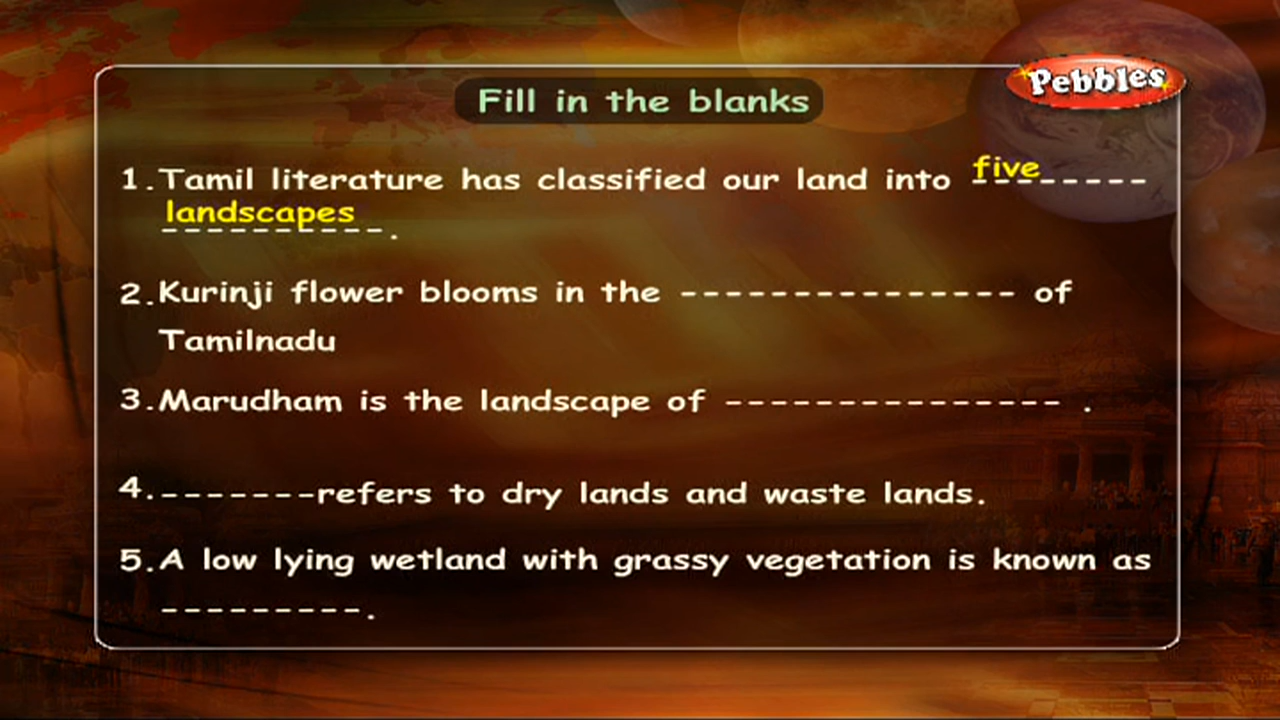 Pebbles
Fill in the blanks
1.Tamil literature has classified our land into five--------
landscapes
----------.
2.Kurinji flower blooms in the --------------- of
Tamilnadu
3.Marudham is the landscape of --------------- .
4.-------refers to dry lands and waste lands.
5.A low lying wetland with grassy vegetation is known as
---------.